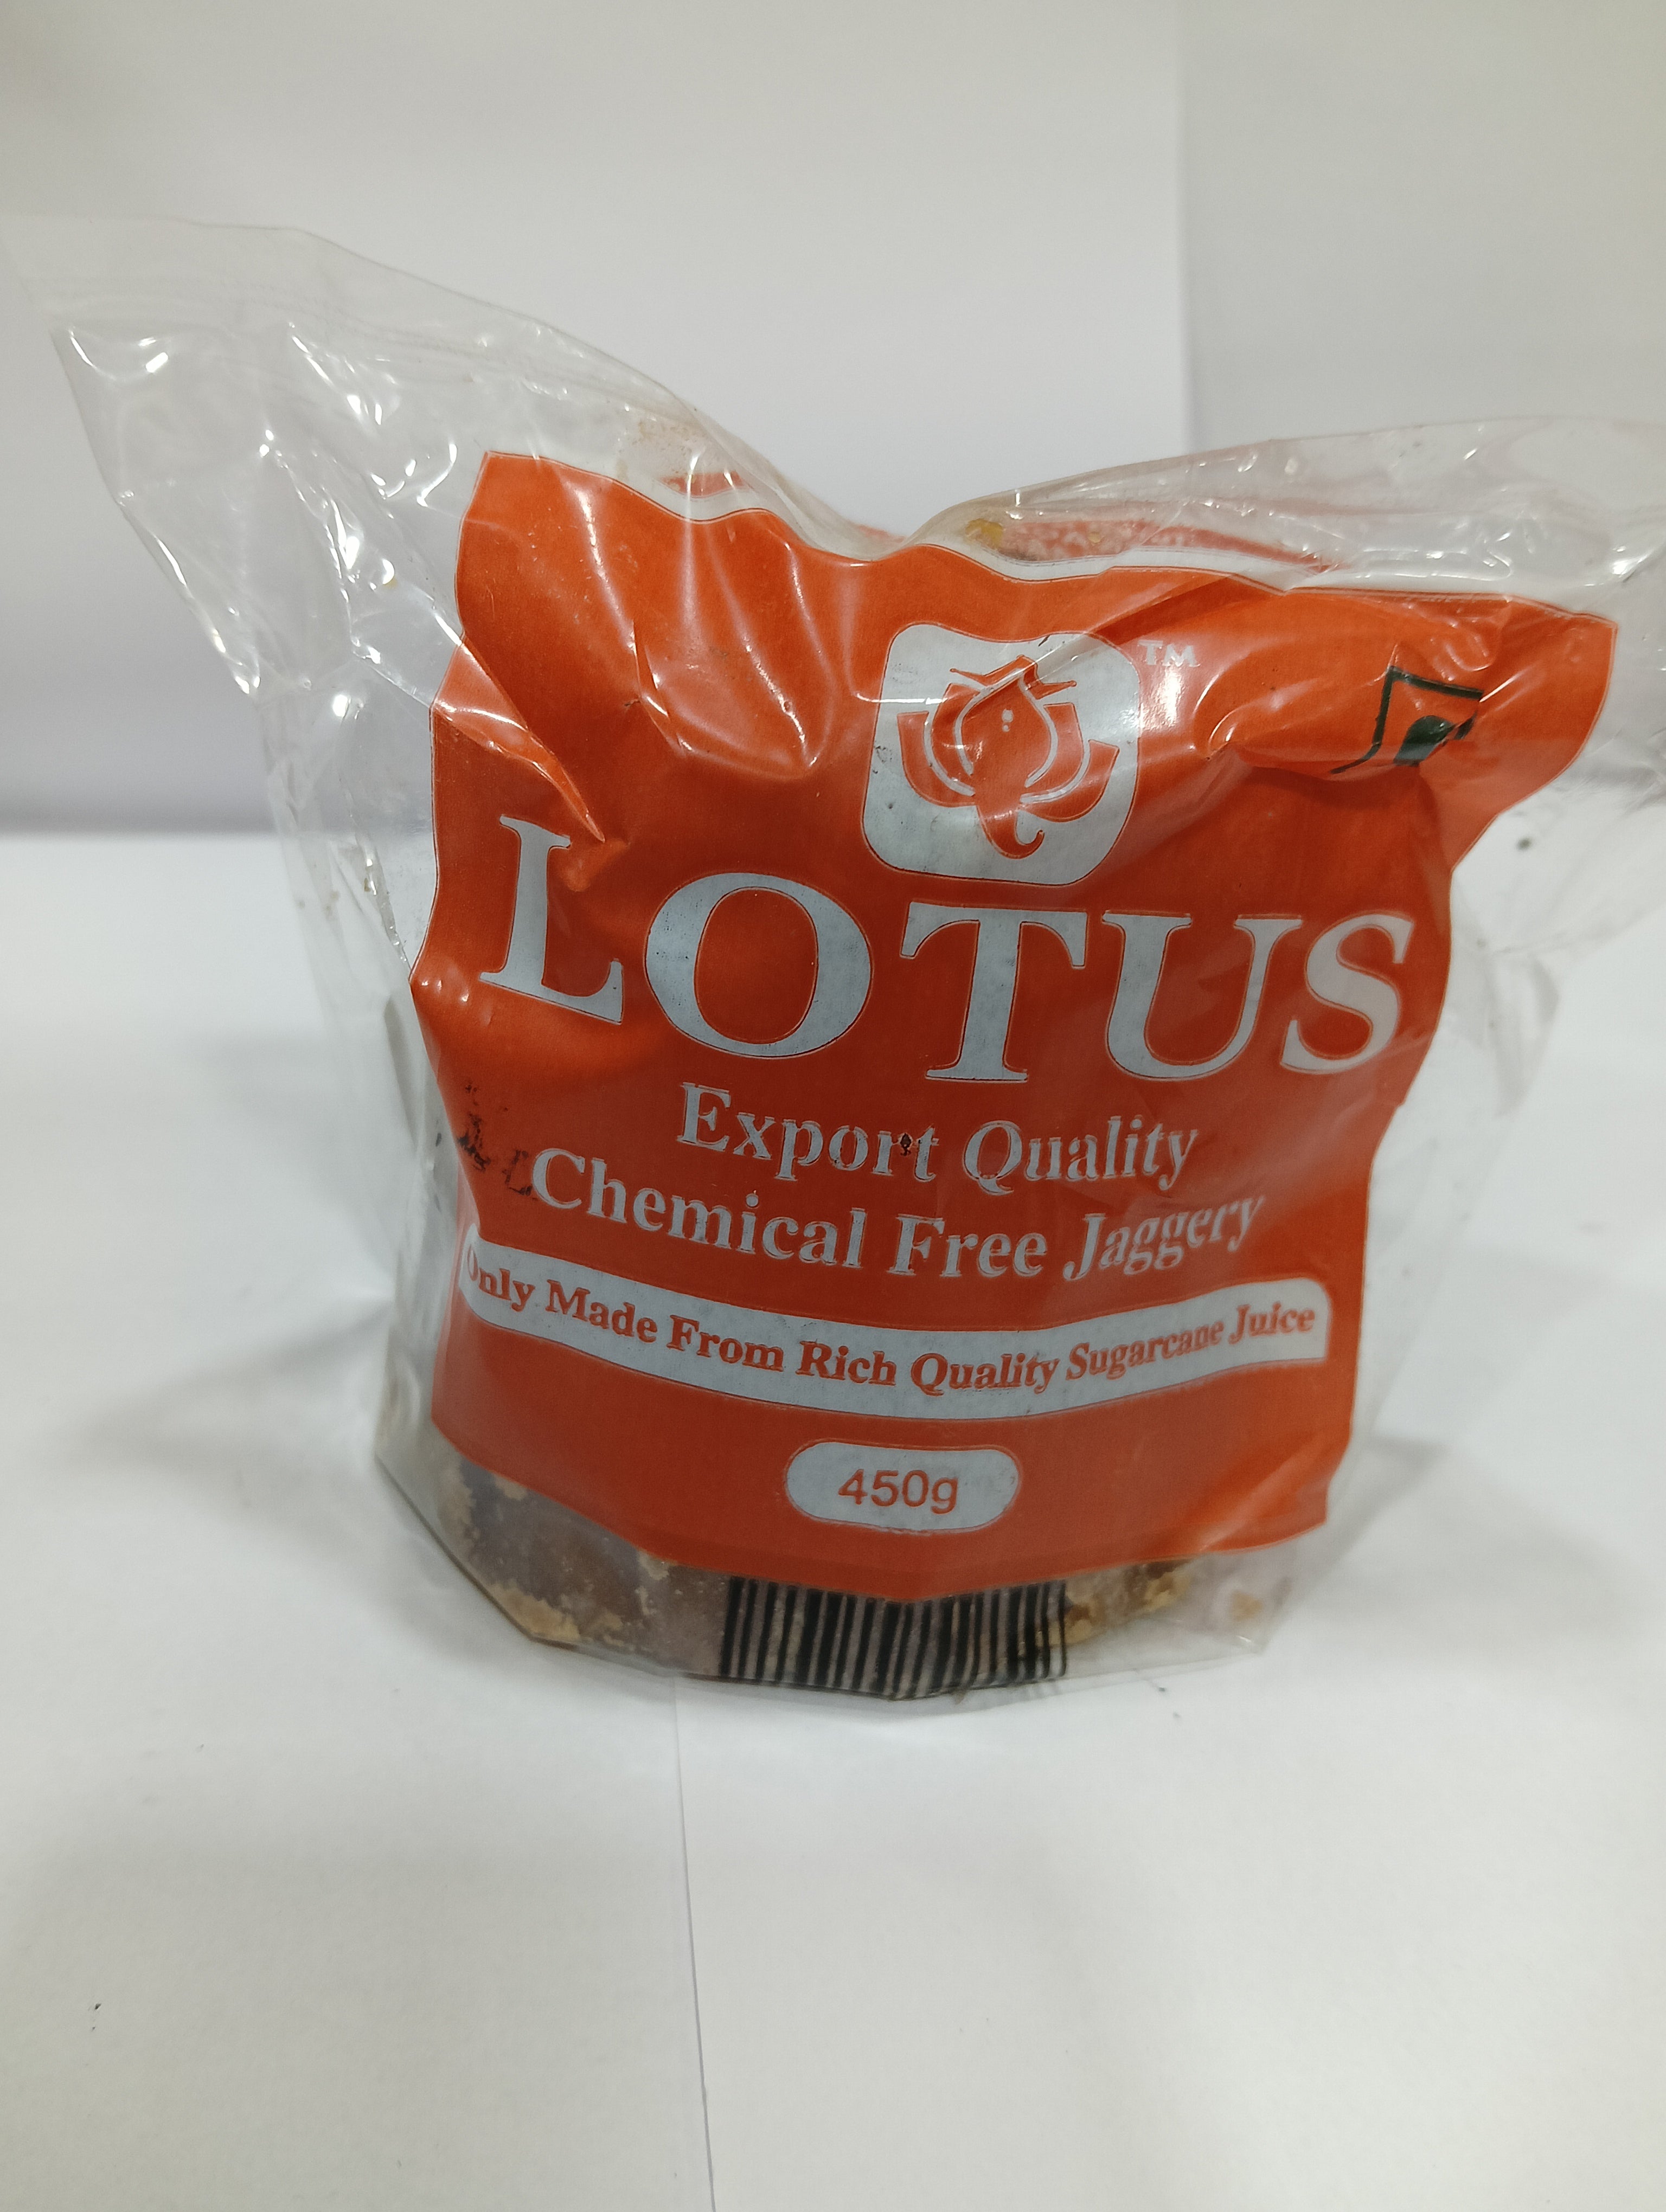 TM
LOTUS
Export Quality
Chemical Free Jaggery
Only Made From Rich Quality Sugarcane Juice
450g